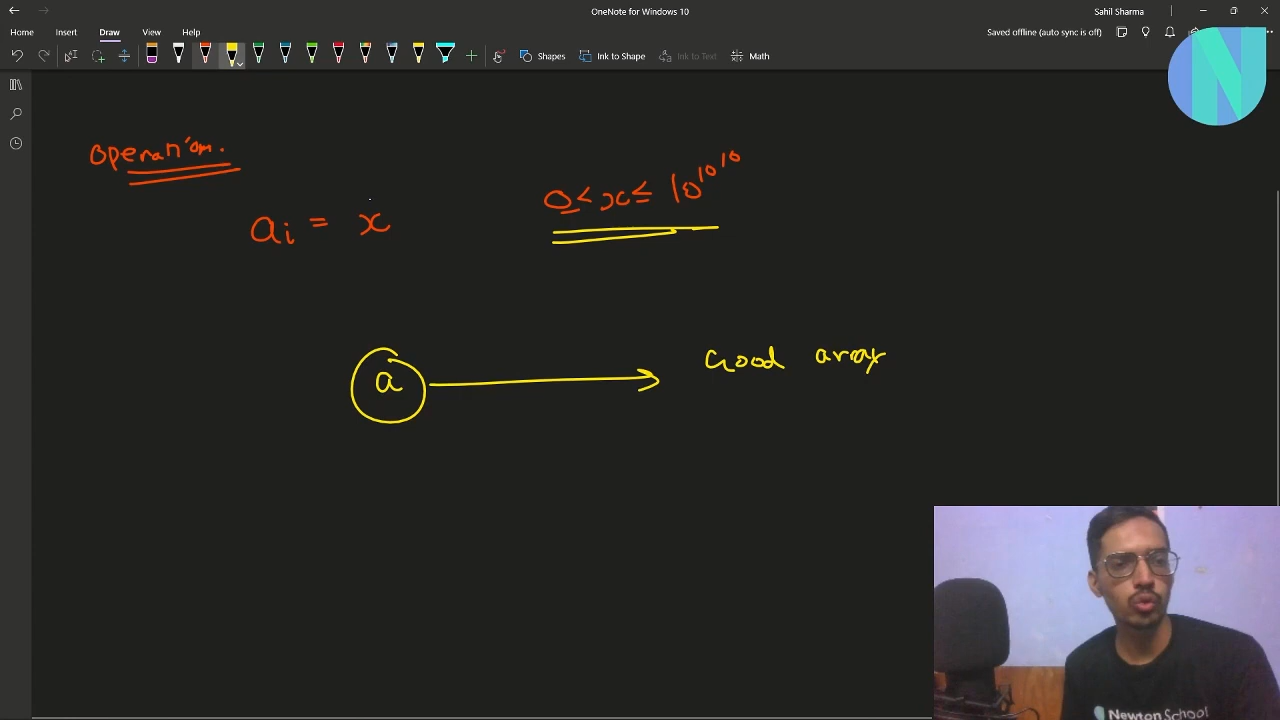 OneNote for Windows 10
Sahil Sharma
Home Insert Draw View Help
Saved offline (auto sync is off)
Shapes Ink to Shape Ink to Text Math
Operation.
aᵢ = x
0 < x ≤ 10^10^10
a
Good array
Newton School